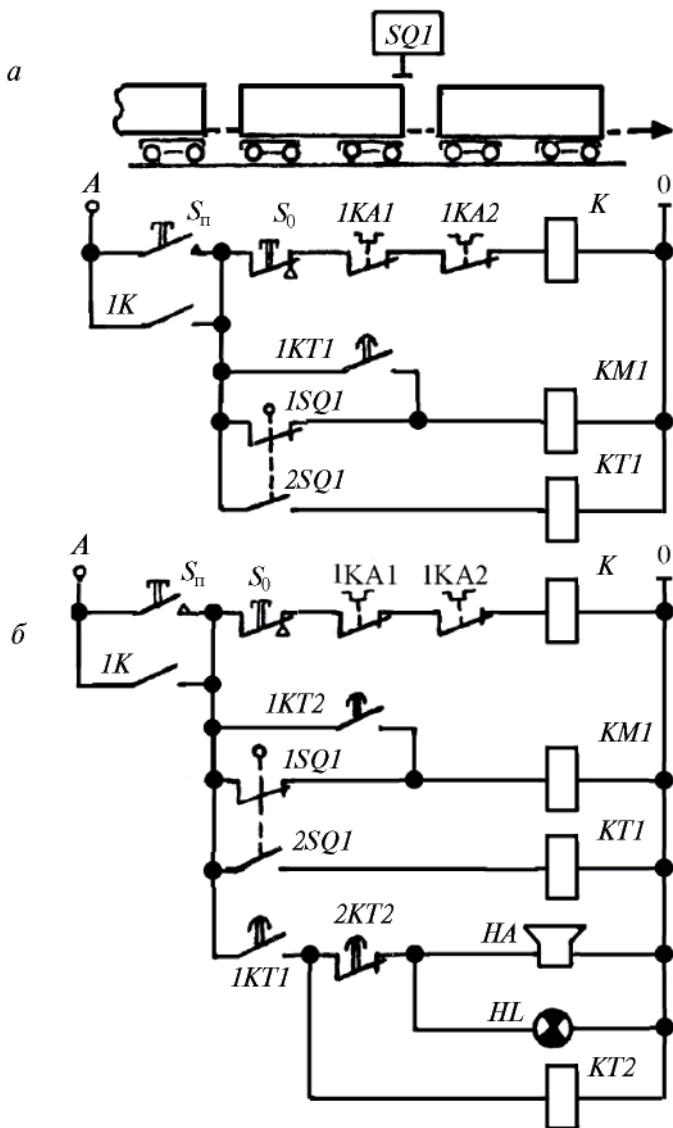 SQ1
а
A Sп S0 1KA1 1KA2 K 0
1K
1KT1 KM1
1SQ1
KT1
2SQ1
A Sп S0 1KA1 1KA2 K 0
б
1K
1KT2
KM1
1SQ1
KT1
2SQ1
2KT2 HA
1KT1
HL
KT2